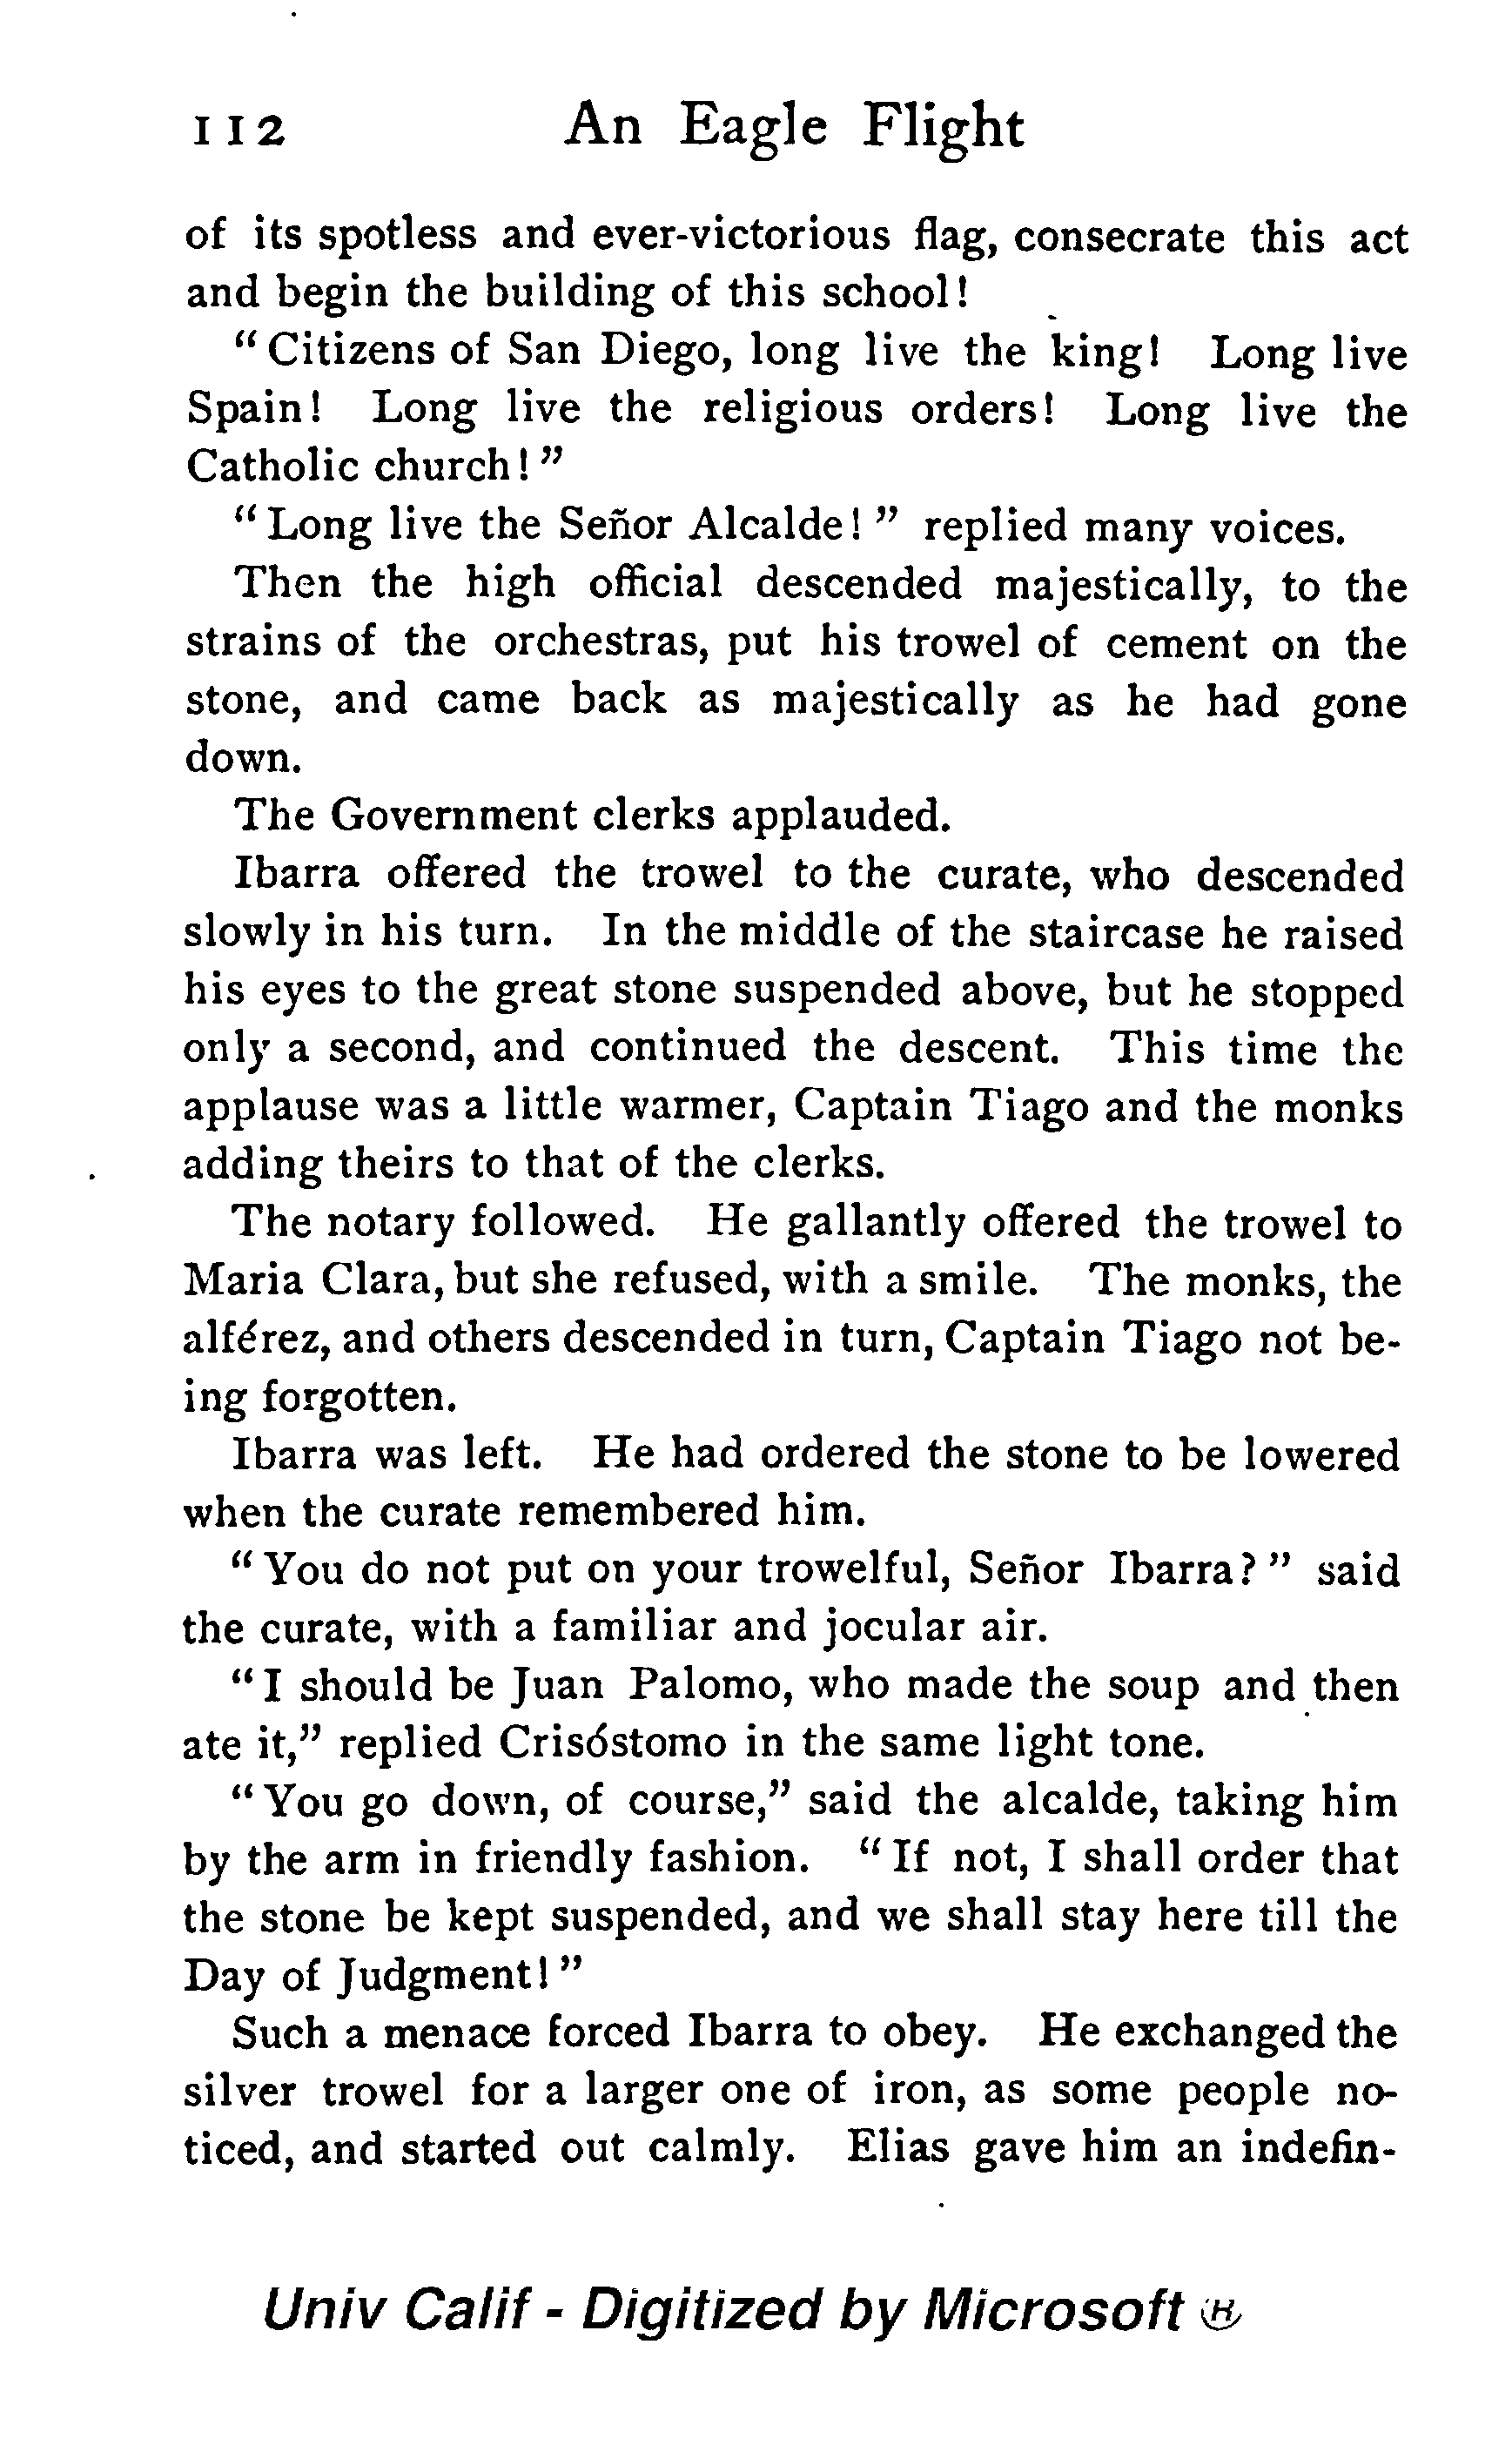 112 An Eagle Flight
of its spotless and ever-victorious flag, consecrate this act
and begin the building of this school!
“Citizens of San Diego, long live the king! Long live
Spain! Long live the religious orders! Long live the
Catholic church!”
“Long live the Señor Alcalde!” replied many voices.
Then the high official descended majestically, to the
strains of the orchestras, put his trowel of cement on the
stone, and came back as majestically as he had gone
down.
The Government clerks applauded.
Ibarra offered the trowel to the curate, who descended
slowly in his turn. In the middle of the staircase he raised
his eyes to the great stone suspended above, but he stopped
only a second, and continued the descent. This time the
applause was a little warmer, Captain Tiago and the monks
adding theirs to that of the clerks.
The notary followed. He gallantly offered the trowel to
Maria Clara, but she refused, with a smile. The monks, the
alférez, and others descended in turn, Captain Tiago not be-
ing forgotten.
Ibarra was left. He had ordered the stone to be lowered
when the curate remembered him.
“You do not put on your trowelful, Señor Ibarra?” said
the curate, with a familiar and jocular air.
“I should be Juan Palomo, who made the soup and then
ate it,” replied Crisóstomo in the same light tone.
“You go down, of course,” said the alcalde, taking him
by the arm in friendly fashion. “If not, I shall order that
the stone be kept suspended, and we shall stay here till the
Day of Judgment!”
Such a menace forced Ibarra to obey. He exchanged the
silver trowel for a larger one of iron, as some people no-
ticed, and started out calmly. Elias gave him an indefin-
Univ Calif - Digitized by Microsoft ®